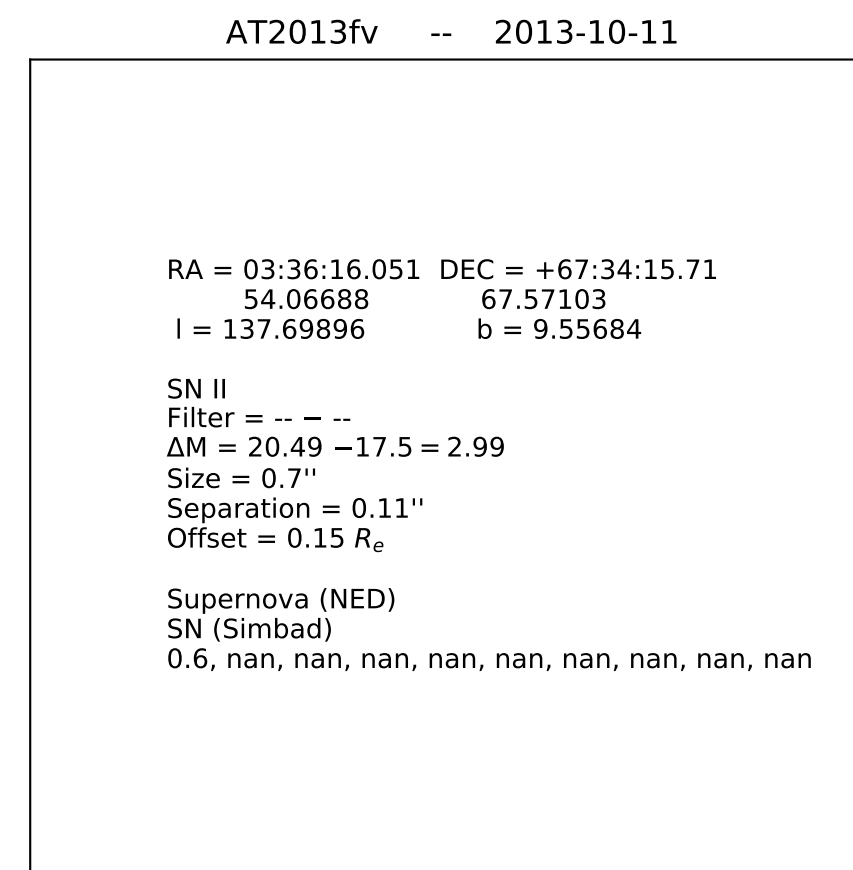 AT2013fv -- 2013-10-11
RA = 03:36:16.051 DEC = +67:34:15.71
54.06688 67.57103
l = 137.69896 b = 9.55684
SN II
Filter = -- − --
ΔM = 20.49 −17.5 = 2.99
Size = 0.7''
Separation = 0.11''
Offset = 0.15 Rₑ
Supernova (NED)
SN (Simbad)
0.6, nan, nan, nan, nan, nan, nan, nan, nan, nan